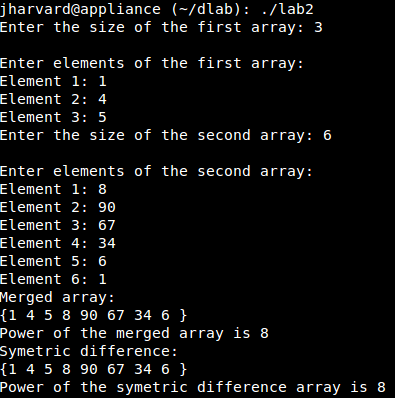 jharvard@appliance (~/dlab): ./lab2
Enter the size of the first array: 3
Enter elements of the first array:
Element 1: 1
Element 2: 4
Element 3: 5
Enter the size of the second array: 6
Enter elements of the second array:
Element 1: 8
Element 2: 90
Element 3: 67
Element 4: 34
Element 5: 6
Element 6: 1
Merged array:
{1 4 5 8 90 67 34 6 }
Power of the merged array is 8
Symetric difference:
{1 4 5 8 90 67 34 6 }
Power of the symetric difference array is 8